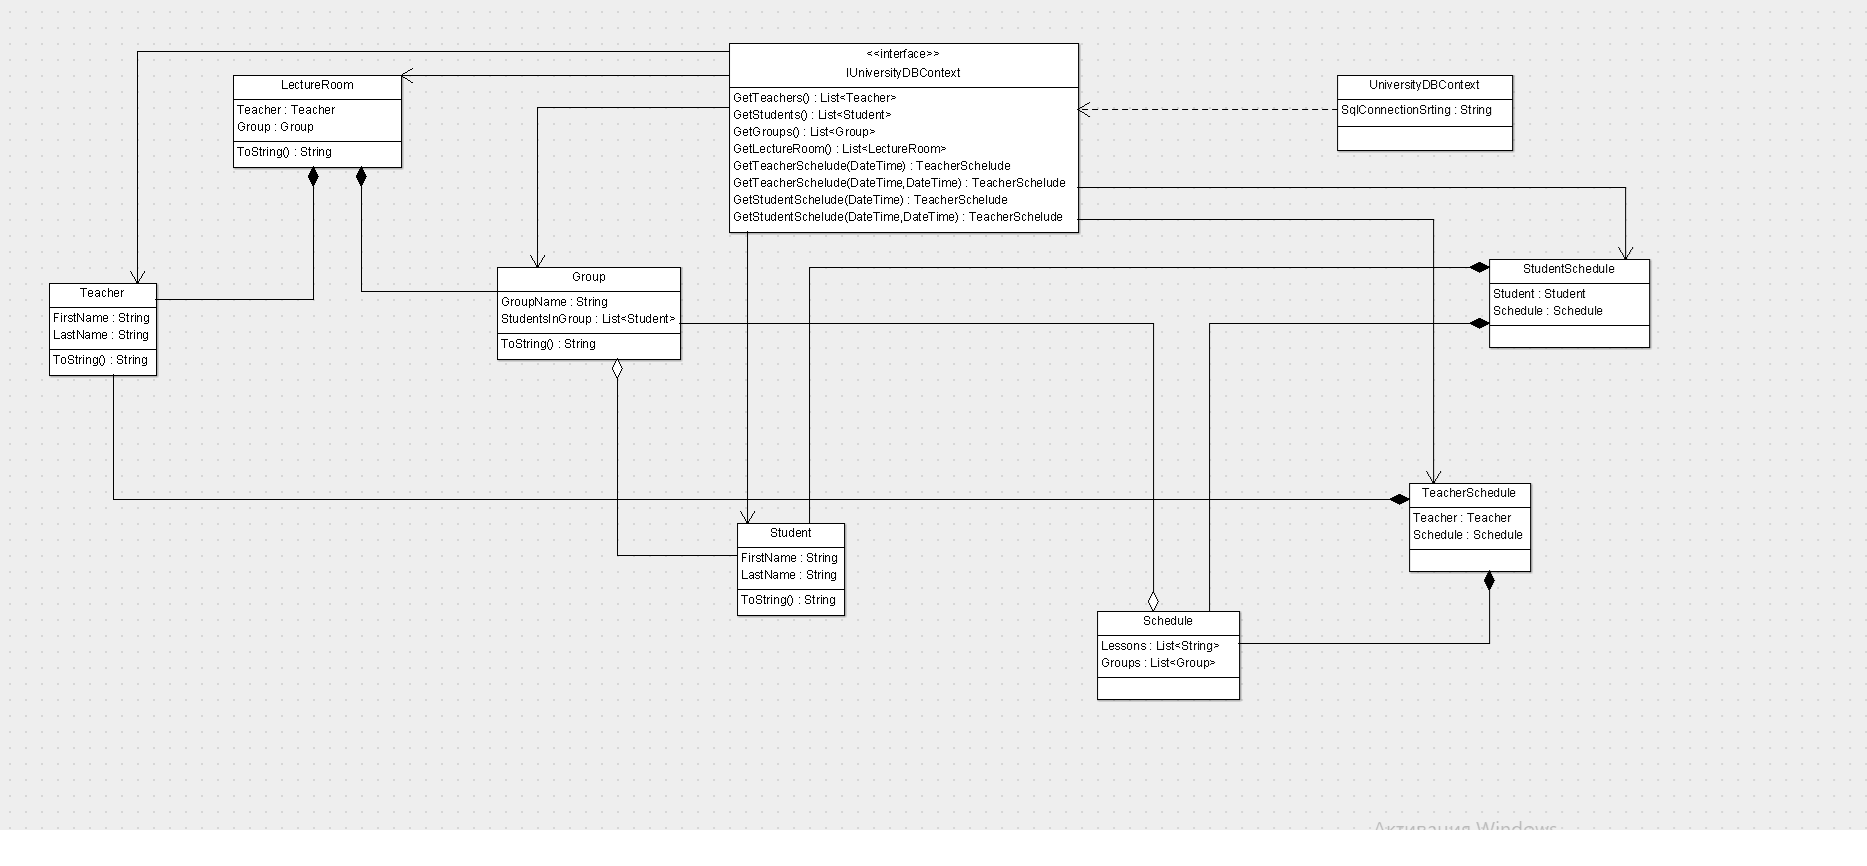 <<interface>>
IUniversityDBContext
GetTeachers() : List<Teacher>
GetStudents() : List<Student>
GetGroups() : List<Group>
GetLectureRoom() : List<LectureRoom>
GetTeacherSchelude(DateTime) : TeacherSchelude
GetTeacherSchelude(DateTime,DateTime) : TeacherSchelude
GetStudentSchelude(DateTime) : TeacherSchelude
GetStudentSchelude(DateTime,DateTime) : TeacherSchelude
LectureRoom
Teacher : Teacher
Group : Group
ToString() : String
UniversityDBContext
SqlConnectionSrting : String
Teacher
FirstName : String
LastName : String
ToString() : String
Group
GroupName : String
StudentsInGroup : List<Student>
ToString() : String
StudentSchedule
Student : Student
Schedule : Schedule
TeacherSchedule
Teacher : Teacher
Schedule : Schedule
Student
FirstName : String
LastName : String
ToString() : String
Schedule
Lessons : List<String>
Groups : List<Group>
Активация Windows